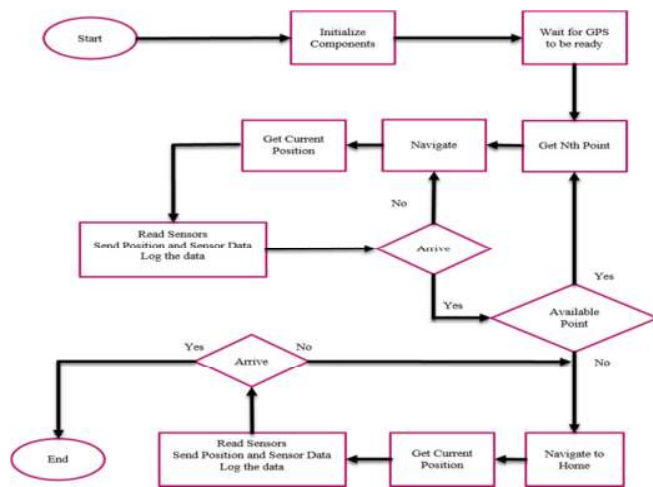 Start
Initialize
Components
Wait for GPS
to be ready
Get Current
Position
Navigate
Get Nth Point
No
Read Sensors
Send Position and Sensor Data
Log the data
Arrive
Yes
Yes
Available
Point
Yes
No
Arrive
No
End
Read Sensors
Send Position and Sensor Data
Log the data
Get Current
Position
Navigate to
Home